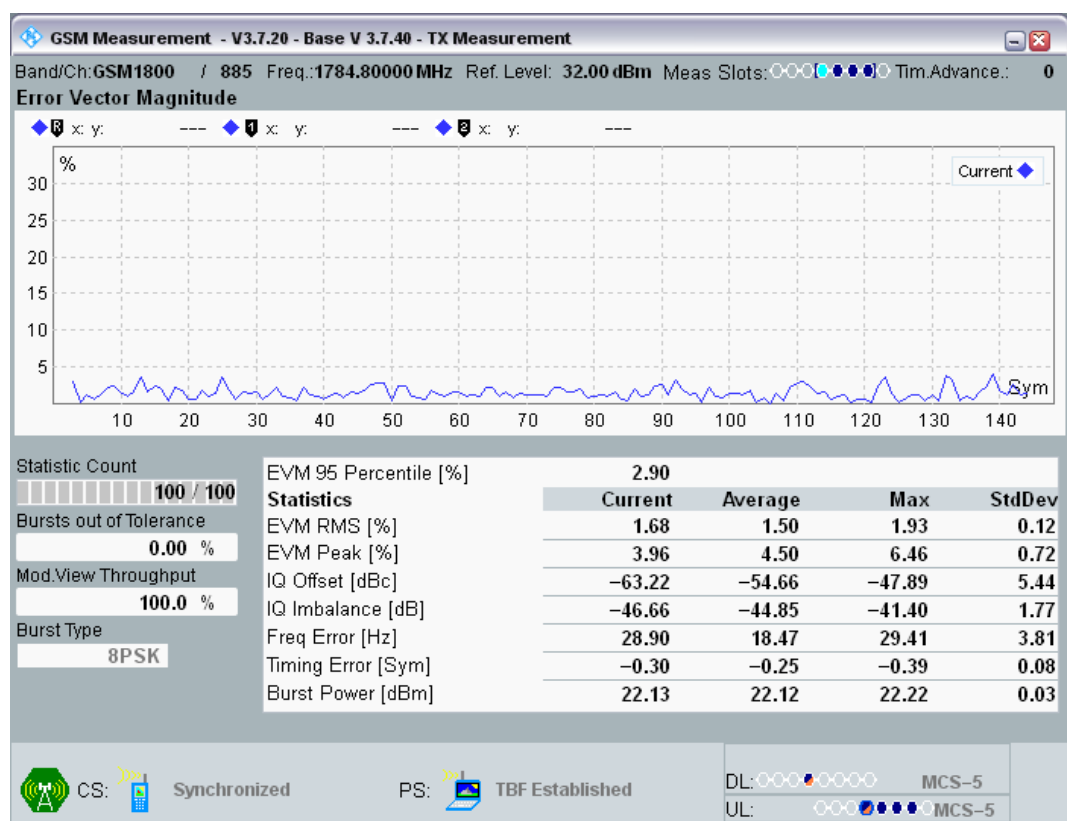 GSM Measurement - V3.7.20 - Base V 3.7.40 - TX Measurement
Band/Ch:GSM1800 / 885 Freq.:1784.80000 MHz Ref. Level: 32.00 dBm Meas Slots: Tim.Advance.: 0
Error Vector Magnitude
R x: y: --- 1 x: y: --- 2 x: y: ---
%
Current
30
25
20
15
10
5
Sym
10 20 30 40 50 60 70 80 90 100 110 120 130 140
Statistic Count
100 / 100
Bursts out of Tolerance
0.00 %
Mod.View Throughput
100.0 %
Burst Type
8PSK
EVM 95 Percentile [%] 2.90
Statistics Current Average Max StdDev
EVM RMS [%] 1.68 1.50 1.93 0.12
EVM Peak [%] 3.96 4.50 6.46 0.72
IQ Offset [dBc] −63.22 −54.66 −47.89 5.44
IQ Imbalance [dB] −46.66 −44.85 −41.40 1.77
Freq Error [Hz] 28.90 18.47 29.41 3.81
Timing Error [Sym] −0.30 −0.25 −0.39 0.08
Burst Power [dBm] 22.13 22.12 22.22 0.03
CS: Synchronized PS: TBF Established
DL: MCS−5
UL: MCS−5